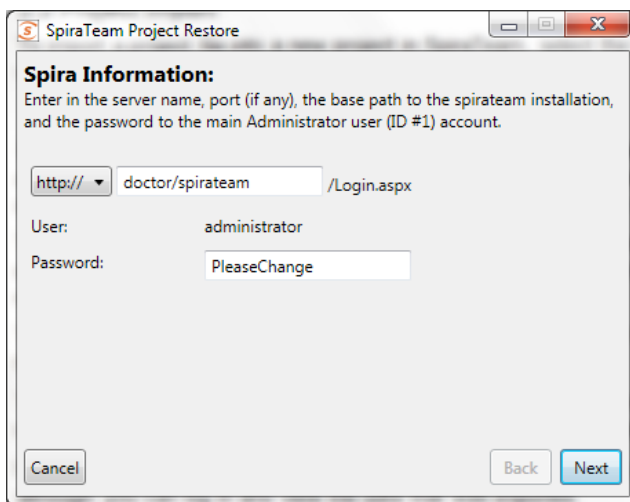 SpiraTeam Project Restore
Spira Information:
Enter in the server name, port (if any), the base path to the spirateam installation,
and the password to the main Administrator user (ID #1) account.
http:// doctor/spirateam /Login.aspx
User: administrator
Password: PleaseChange
Cancel Back Next